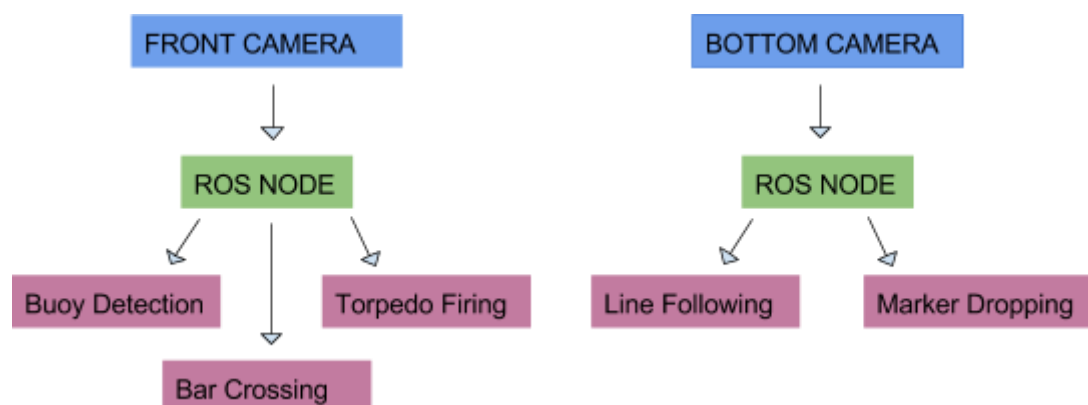 FRONT CAMERA
BOTTOM CAMERA
ROS NODE
ROS NODE
Buoy Detection
Torpedo Firing
Line Following
Marker Dropping
Bar Crossing